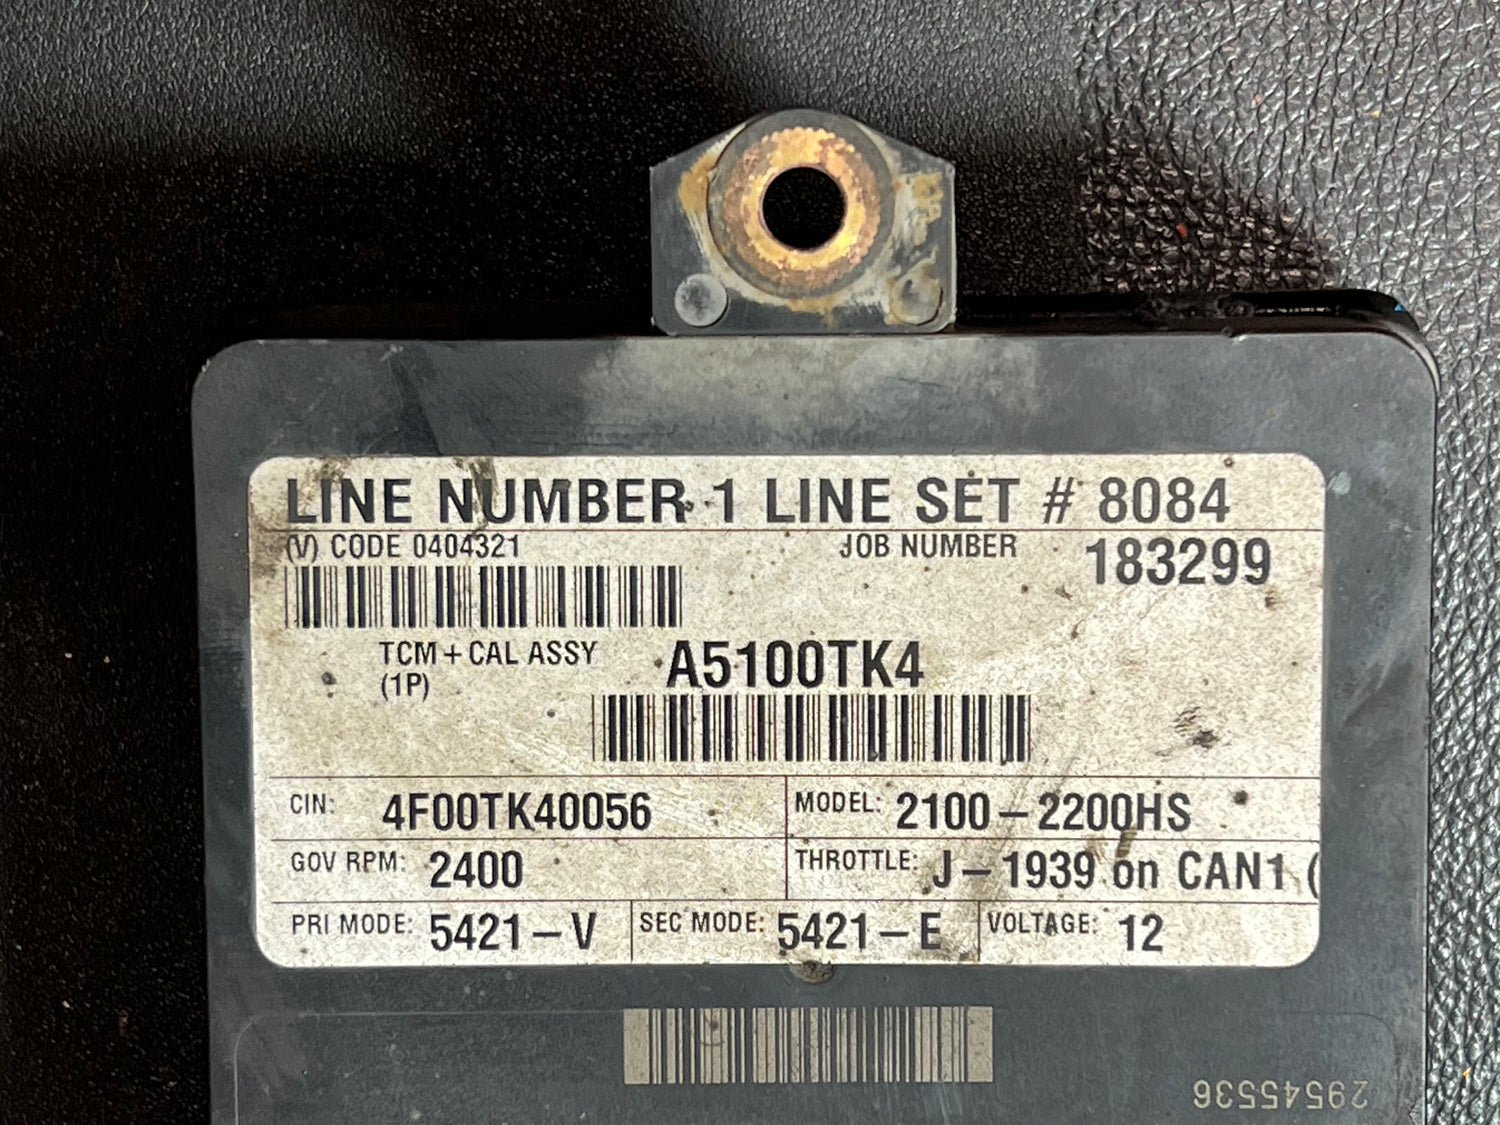 LINE NUMBER 1 LINE SET # 8084
(V) CODE 0404321 JOB NUMBER 183299
TCM + CAL ASSY A5100TK4
(1P)
CIN: 4F00TK40056 MODEL: 2100-2200HS
GOV RPM: 2400 THROTTLE: J-1939 on CAN1 (
PRI MODE: 5421-V SEC MODE: 5421-E VOLTAGE: 12
29545536